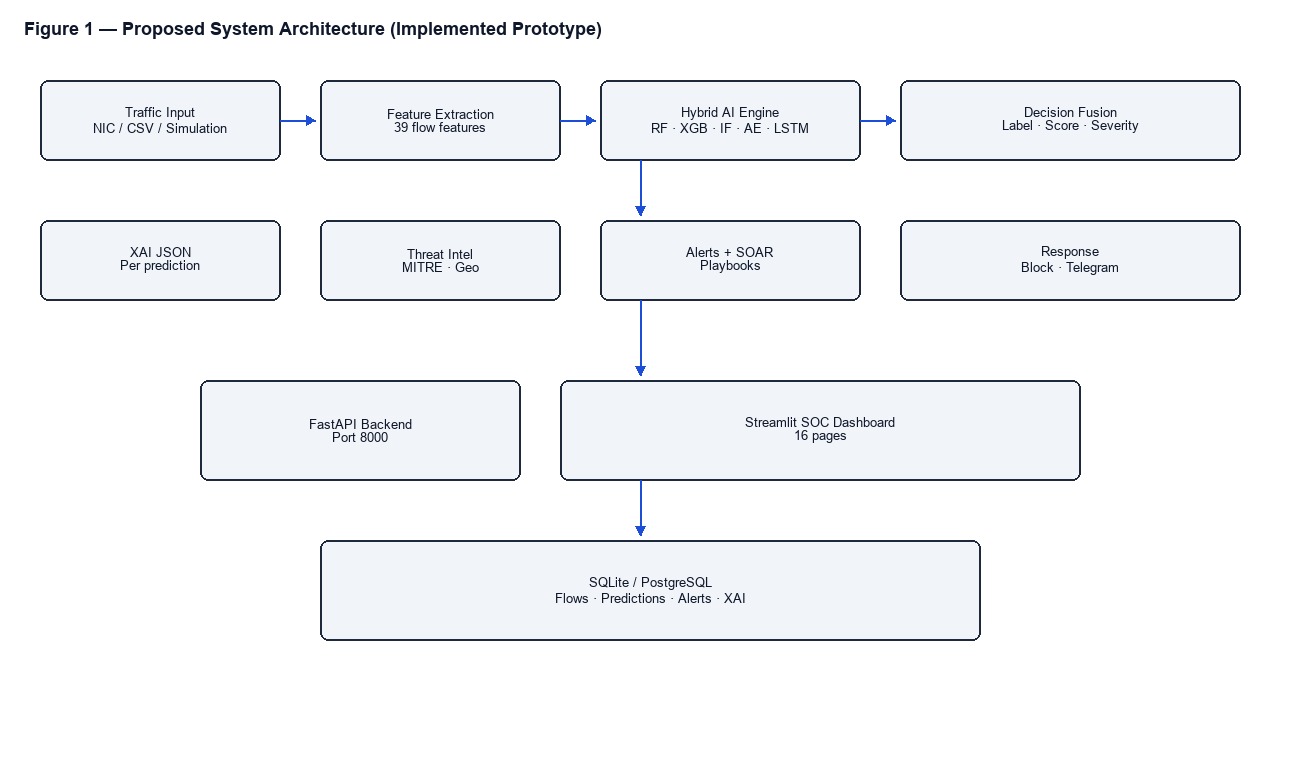 Figure 1 — Proposed System Architecture (Implemented Prototype)
Traffic Input
NIC / CSV / Simulation
Feature Extraction
39 flow features
Hybrid AI Engine
RF · XGB · IF · AE · LSTM
Decision Fusion
Label · Score · Severity
XAI JSON
Per prediction
Threat Intel
MITRE · Geo
Alerts + SOAR
Playbooks
Response
Block · Telegram
FastAPI Backend
Port 8000
Streamlit SOC Dashboard
16 pages
SQLite / PostgreSQL
Flows · Predictions · Alerts · XAI